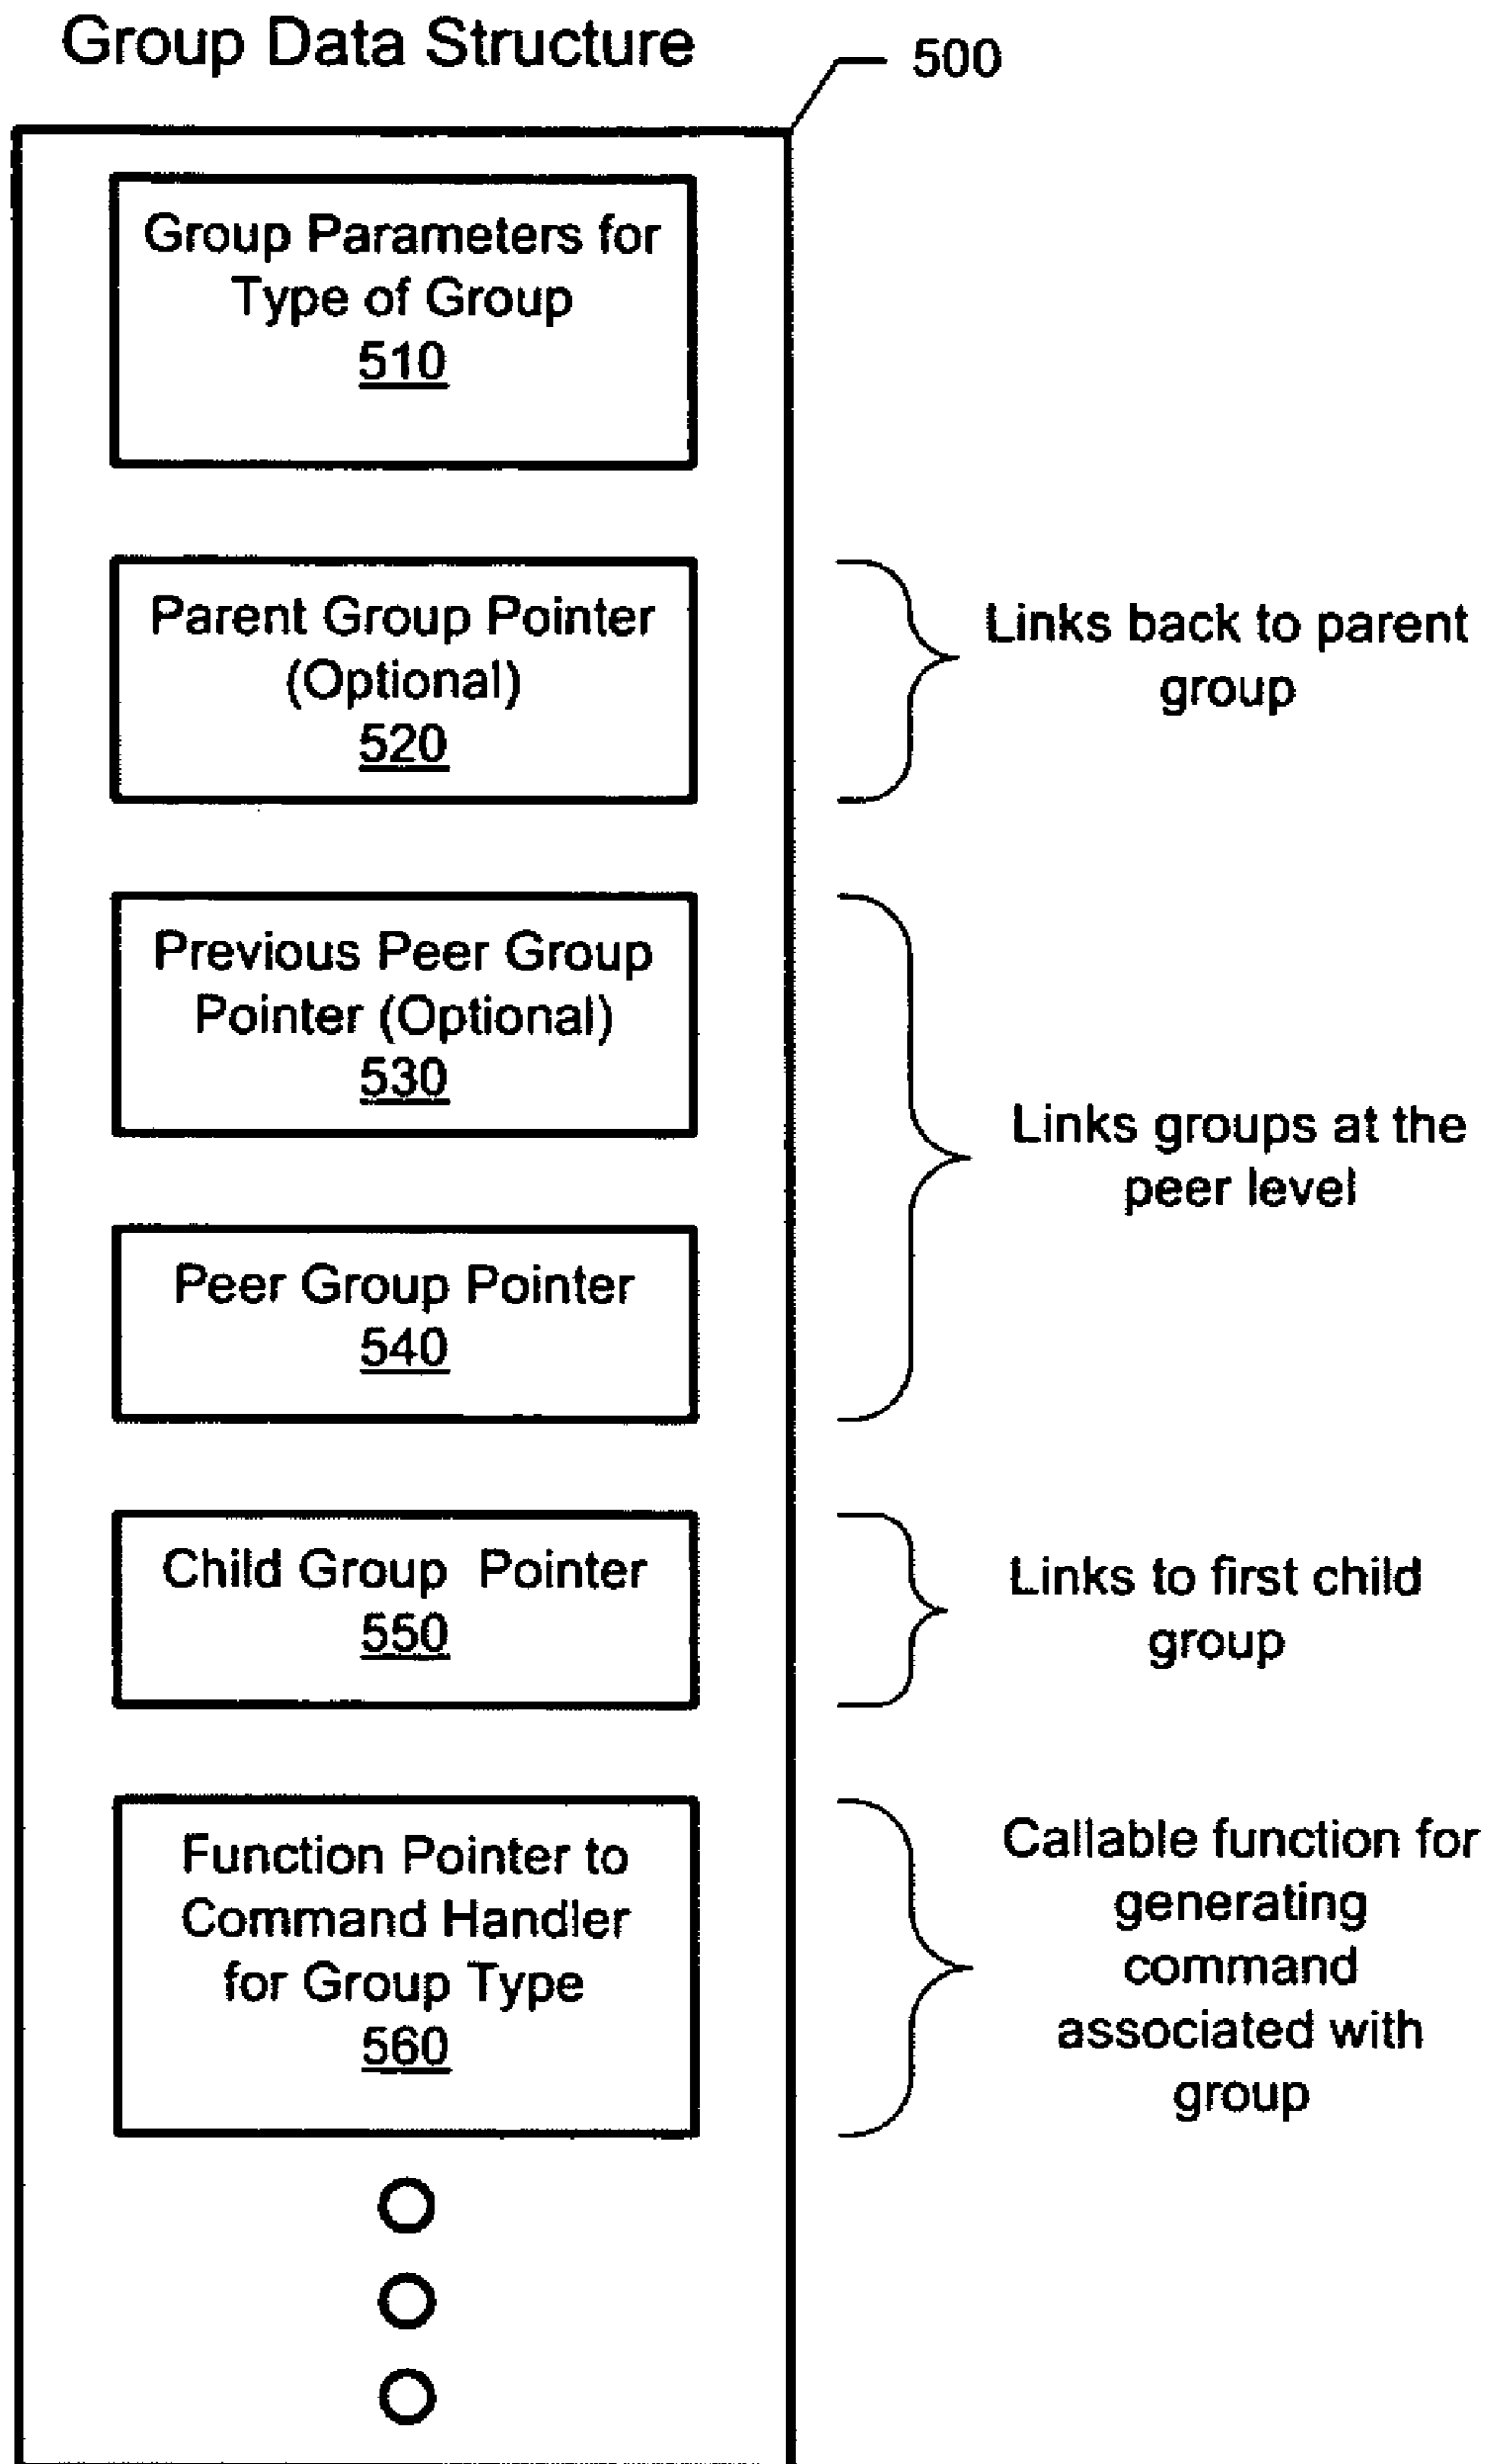 Group Data Structure
500
Group Parameters for
Type of Group
510
Parent Group Pointer
(Optional)
520
Links back to parent
group
Previous Peer Group
Pointer (Optional)
530
Links groups at the
peer level
Peer Group Pointer
540
Child Group Pointer
550
Links to first child
group
Function Pointer to
Command Handler
for Group Type
560
Callable function for
generating
command
associated with
group